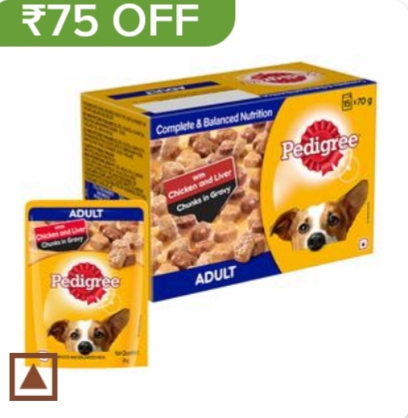 ₹75 OFF
15 x70 g
Complete & Balanced Nutrition
Pedigree
With
Chicken and Liver
Chunks in Gravy
ADULT
ADULT
With
Chicken and Liver
Chunks in Gravy
Pedigree